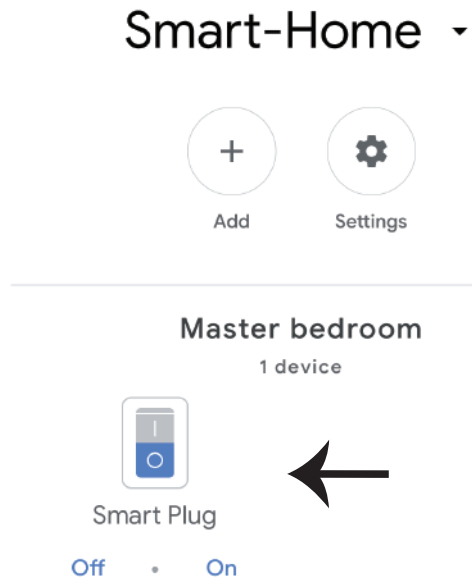 Smart-Home
Add Settings
Master bedroom
1 device
Smart Plug
Off • On